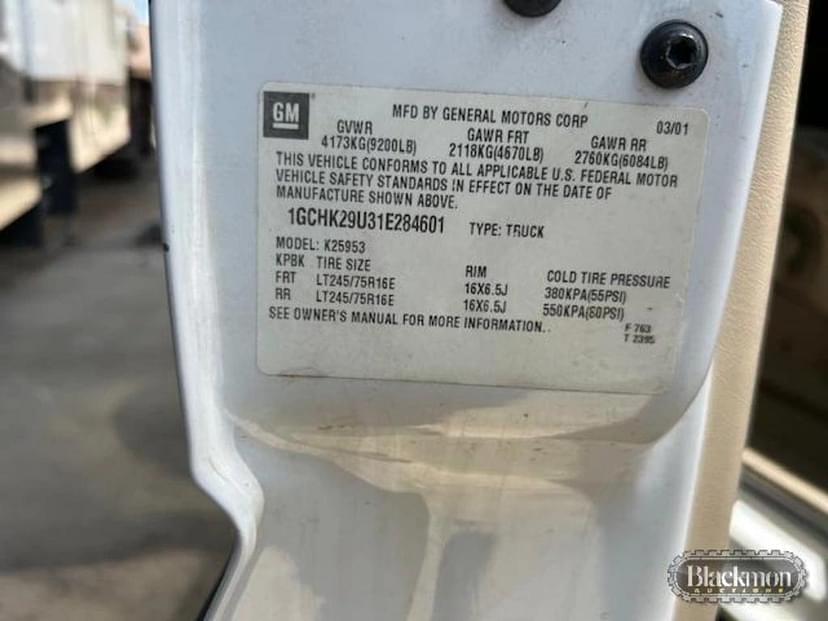 GM
MFD BY GENERAL MOTORS CORP 03/01
GVWR GAWR FRT GAWR RR
4173KG(9200LB) 2118KG(4670LB) 2760KG(6084LB)
THIS VEHICLE CONFORMS TO ALL APPLICABLE U.S. FEDERAL MOTOR
VEHICLE SAFETY STANDARDS IN EFFECT ON THE DATE OF
MANUFACTURE SHOWN ABOVE.
1GCHK29U31E284601 TYPE: TRUCK
MODEL: K25953
KPBK TIRE SIZE RIM COLD TIRE PRESSURE
FRT LT245/75R16E 16X6.5J 380KPA(55PSI)
RR LT245/75R16E 16X6.5J 550KPA(80PSI)
SEE OWNER'S MANUAL FOR MORE INFORMATION.
F 763
T 2395
Blackmon
AUCTIONS